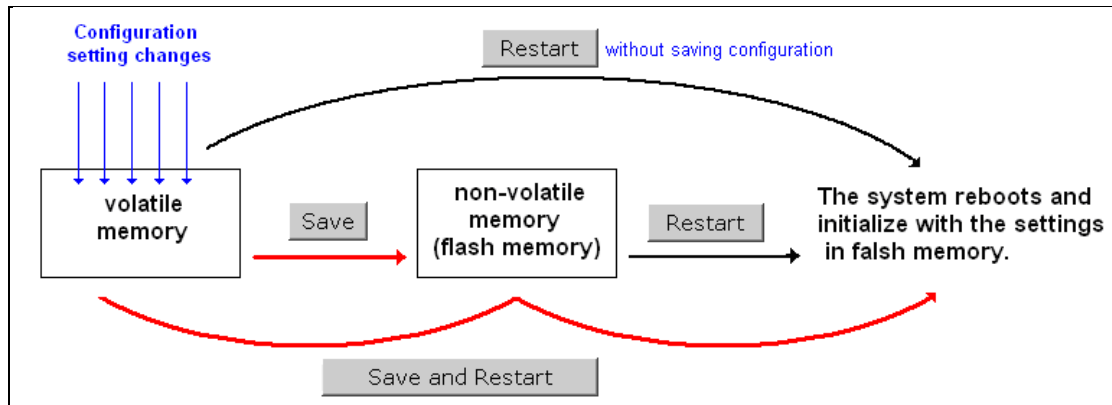 Configuration
setting changes
Restart without saving configuration
volatile
memory
Save
non-volatile
memory
(flash memory)
Restart
The system reboots and
initialize with the settings
in falsh memory.
Save and Restart